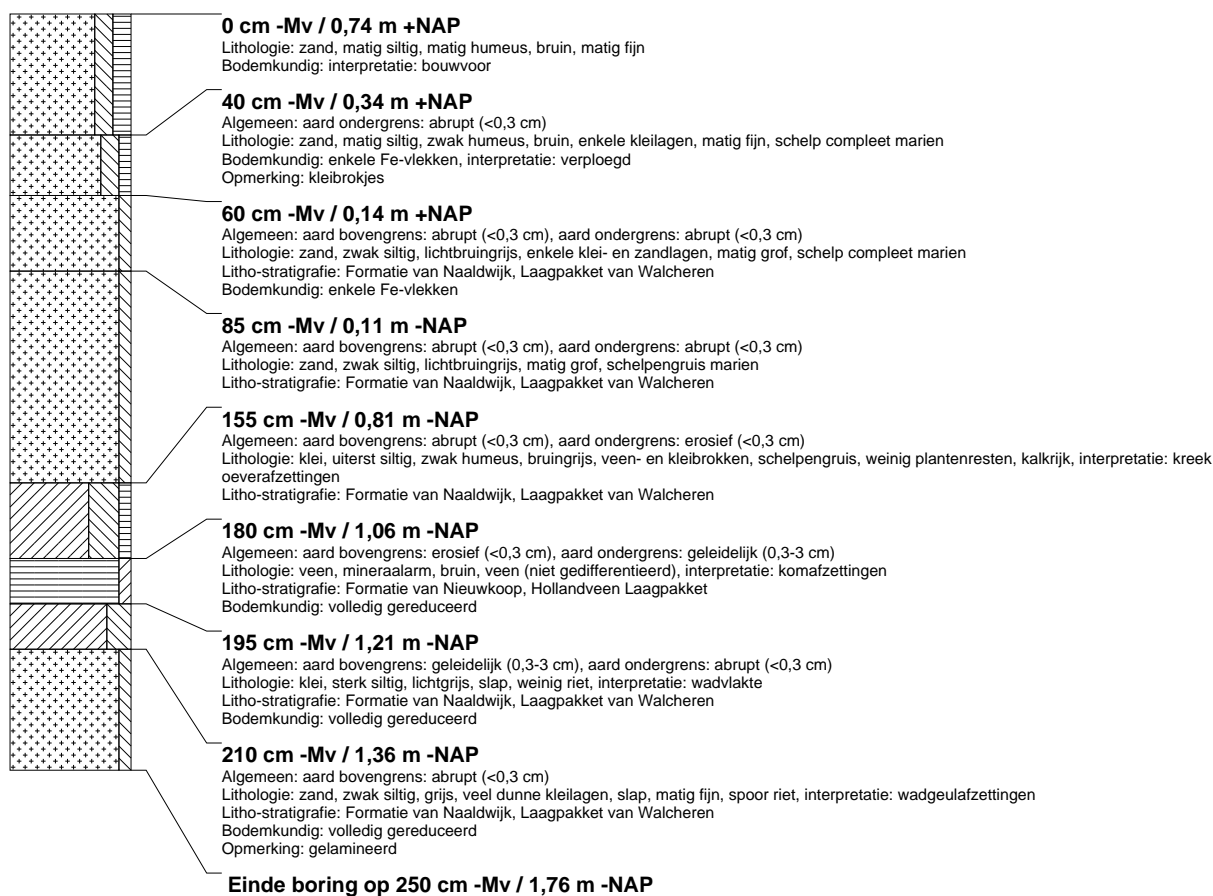 0 cm -Mv / 0,74 m +NAP
Lithologie: zand, matig siltig, matig humeus, bruin, matig fijn
Bodemkundig: interpretatie: bouwvoor
40 cm -Mv / 0,34 m +NAP
Algemeen: aard ondergrens: abrupt (<0,3 cm)
Lithologie: zand, matig siltig, zwak humeus, bruin, enkele kleilagen, matig fijn, schelp compleet marien
Bodemkundig: enkele Fe-vlekken, interpretatie: verploegd
Opmerking: kleibrokjes
60 cm -Mv / 0,14 m +NAP
Algemeen: aard bovengrens: abrupt (<0,3 cm), aard ondergrens: abrupt (<0,3 cm)
Lithologie: zand, zwak siltig, lichtbruingrijs, enkele klei- en zandlagen, matig grof, schelp compleet marien
Litho-stratigrafie: Formatie van Naaldwijk, Laagpakket van Walcheren
Bodemkundig: enkele Fe-vlekken
85 cm -Mv / 0,11 m -NAP
Algemeen: aard bovengrens: abrupt (<0,3 cm), aard ondergrens: abrupt (<0,3 cm)
Lithologie: zand, zwak siltig, lichtbruingrijs, matig grof, schelpengruis marien
Litho-stratigrafie: Formatie van Naaldwijk, Laagpakket van Walcheren
155 cm -Mv / 0,81 m -NAP
Algemeen: aard bovengrens: abrupt (<0,3 cm), aard ondergrens: erosief (<0,3 cm)
Lithologie: klei, uiterst siltig, zwak humeus, bruingrijs, veen- en kleibrokken, schelpengruis, weinig plantenresten, kalkrijk, interpretatie: kreek
oeverafzettingen
Litho-stratigrafie: Formatie van Naaldwijk, Laagpakket van Walcheren
180 cm -Mv / 1,06 m -NAP
Algemeen: aard bovengrens: erosief (<0,3 cm), aard ondergrens: geleidelijk (0,3-3 cm)
Lithologie: veen, mineraalarm, bruin, veen (niet gedifferentieerd), interpretatie: komafzettingen
Litho-stratigrafie: Formatie van Nieuwkoop, Hollandveen Laagpakket
Bodemkundig: volledig gereduceerd
195 cm -Mv / 1,21 m -NAP
Algemeen: aard bovengrens: geleidelijk (0,3-3 cm), aard ondergrens: abrupt (<0,3 cm)
Lithologie: klei, sterk siltig, lichtgrijs, slap, weinig riet, interpretatie: wadvlakte
Litho-stratigrafie: Formatie van Naaldwijk, Laagpakket van Walcheren
Bodemkundig: volledig gereduceerd
210 cm -Mv / 1,36 m -NAP
Algemeen: aard bovengrens: abrupt (<0,3 cm)
Lithologie: zand, zwak siltig, grijs, veel dunne kleilagen, slap, matig fijn, spoor riet, interpretatie: wadgeulafzettingen
Litho-stratigrafie: Formatie van Naaldwijk, Laagpakket van Walcheren
Bodemkundig: volledig gereduceerd
Opmerking: gelamineerd
Einde boring op 250 cm -Mv / 1,76 m -NAP